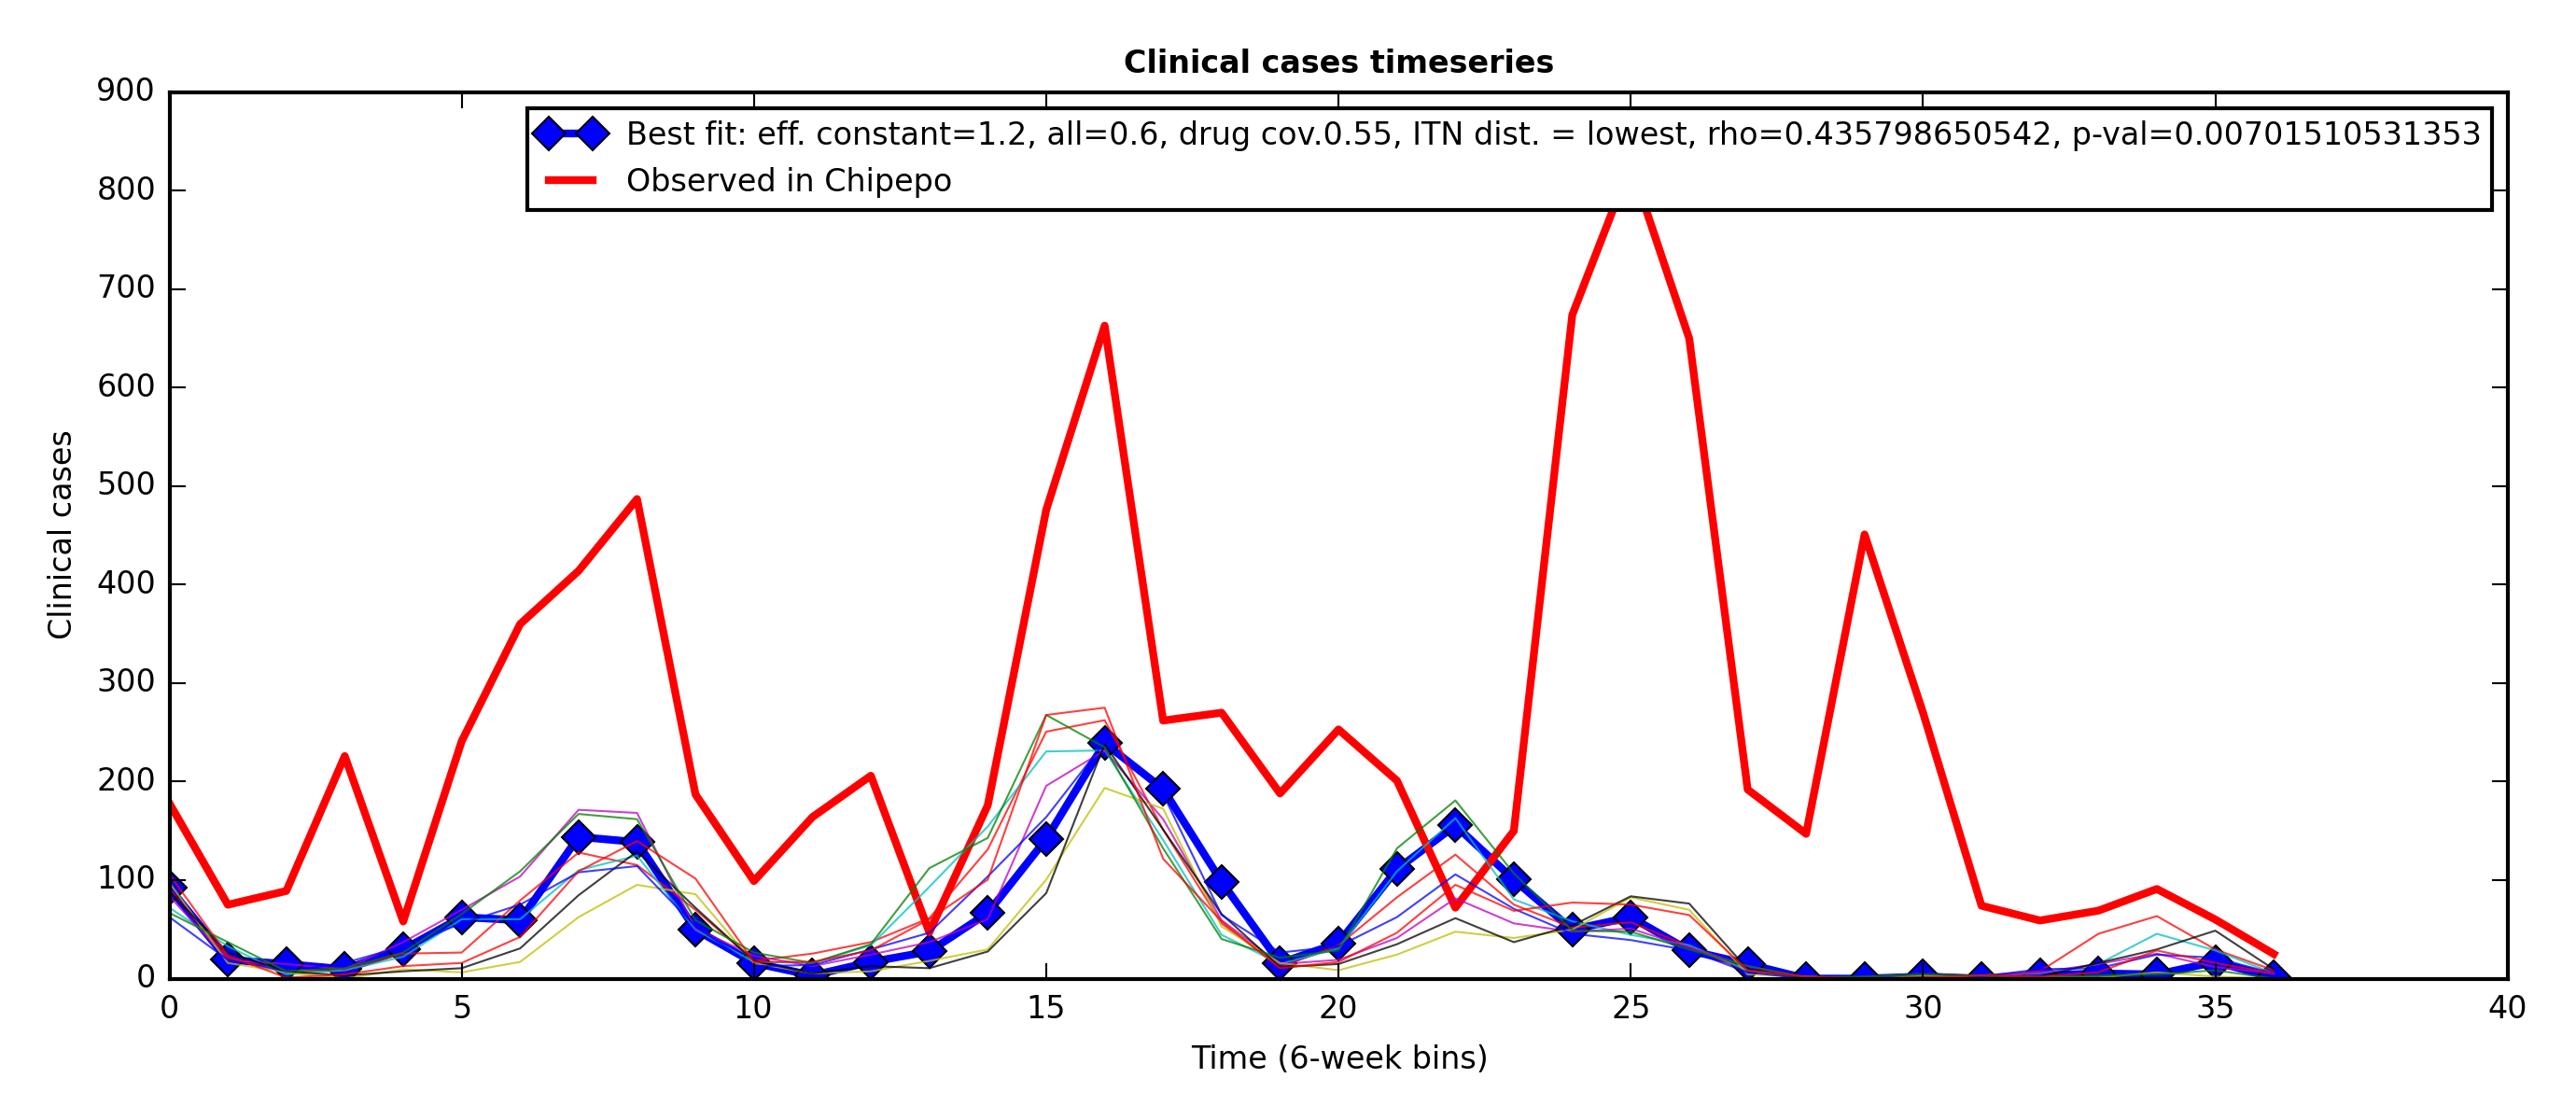 Clinical cases timeseries
900
800
700
600
500
400
300
200
100
0
Clinical cases
Best fit: eff. constant=1.2, all=0.6, drug cov.0.55, ITN dist. = lowest, rho=0.435798650542, p-val=0.00701510531353
Observed in Chipepo
0 5 10 15 20 25 30 35 40
Time (6-week bins)